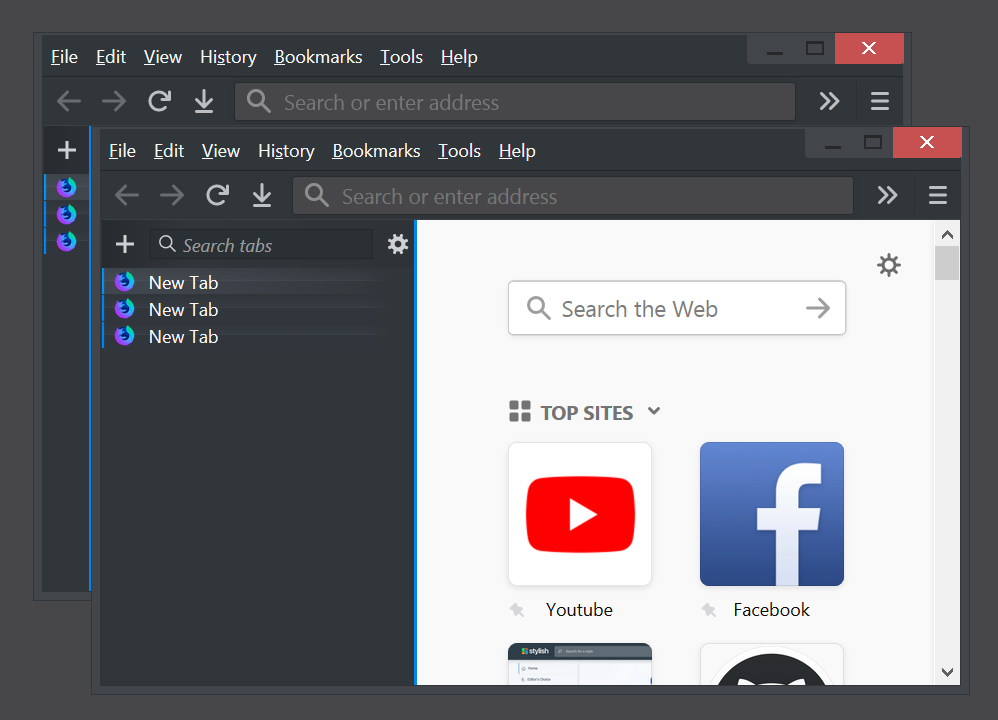 File Edit View History Bookmarks Tools Help
Search or enter address
File Edit View History Bookmarks Tools Help
Search or enter address
Search tabs
New Tab
New Tab
New Tab
Search the Web
TOP SITES
Youtube Facebook
stylish Search for a style
Home
Editor's Choice